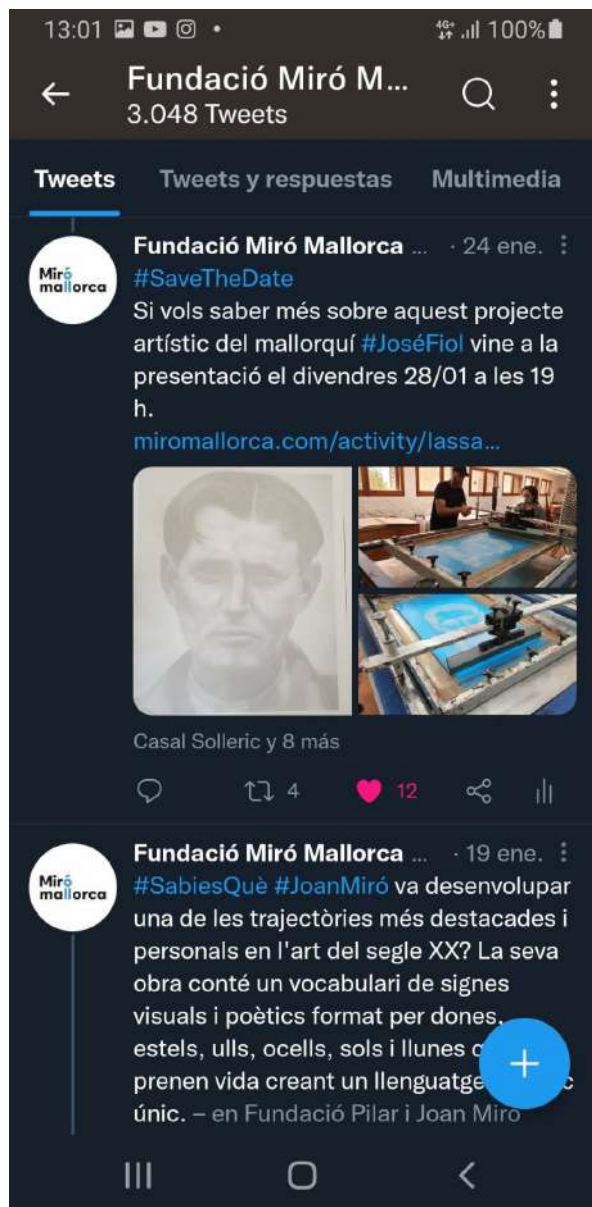 13:01 4G+ 100%
Fundació Miró M...
3.048 Tweets
Tweets Tweets y respuestas Multimedia
Miró
mallorca
Fundació Miró Mallorca ... · 24 ene.
#SaveTheDate
Si vols saber més sobre aquest projecte
artístic del mallorquí #JoséFiol vine a la
presentació el divendres 28/01 a les 19
h.
miromallorca.com/activity/lassa...
Casal Solleric y 8 más
4 12
Miró
mallorca
Fundació Miró Mallorca ... · 19 ene.
#SabiesQuè #JoanMiró va desenvolupar
una de les trajectòries més destacades i
personals en l'art del segle XX? La seva
obra conté un vocabulari de signes
visuals i poètics format per dones,
estels, ulls, ocells, sols i llunes
prenen vida creant un llenguatge
únic. – en Fundació Pilar i Joan Miró